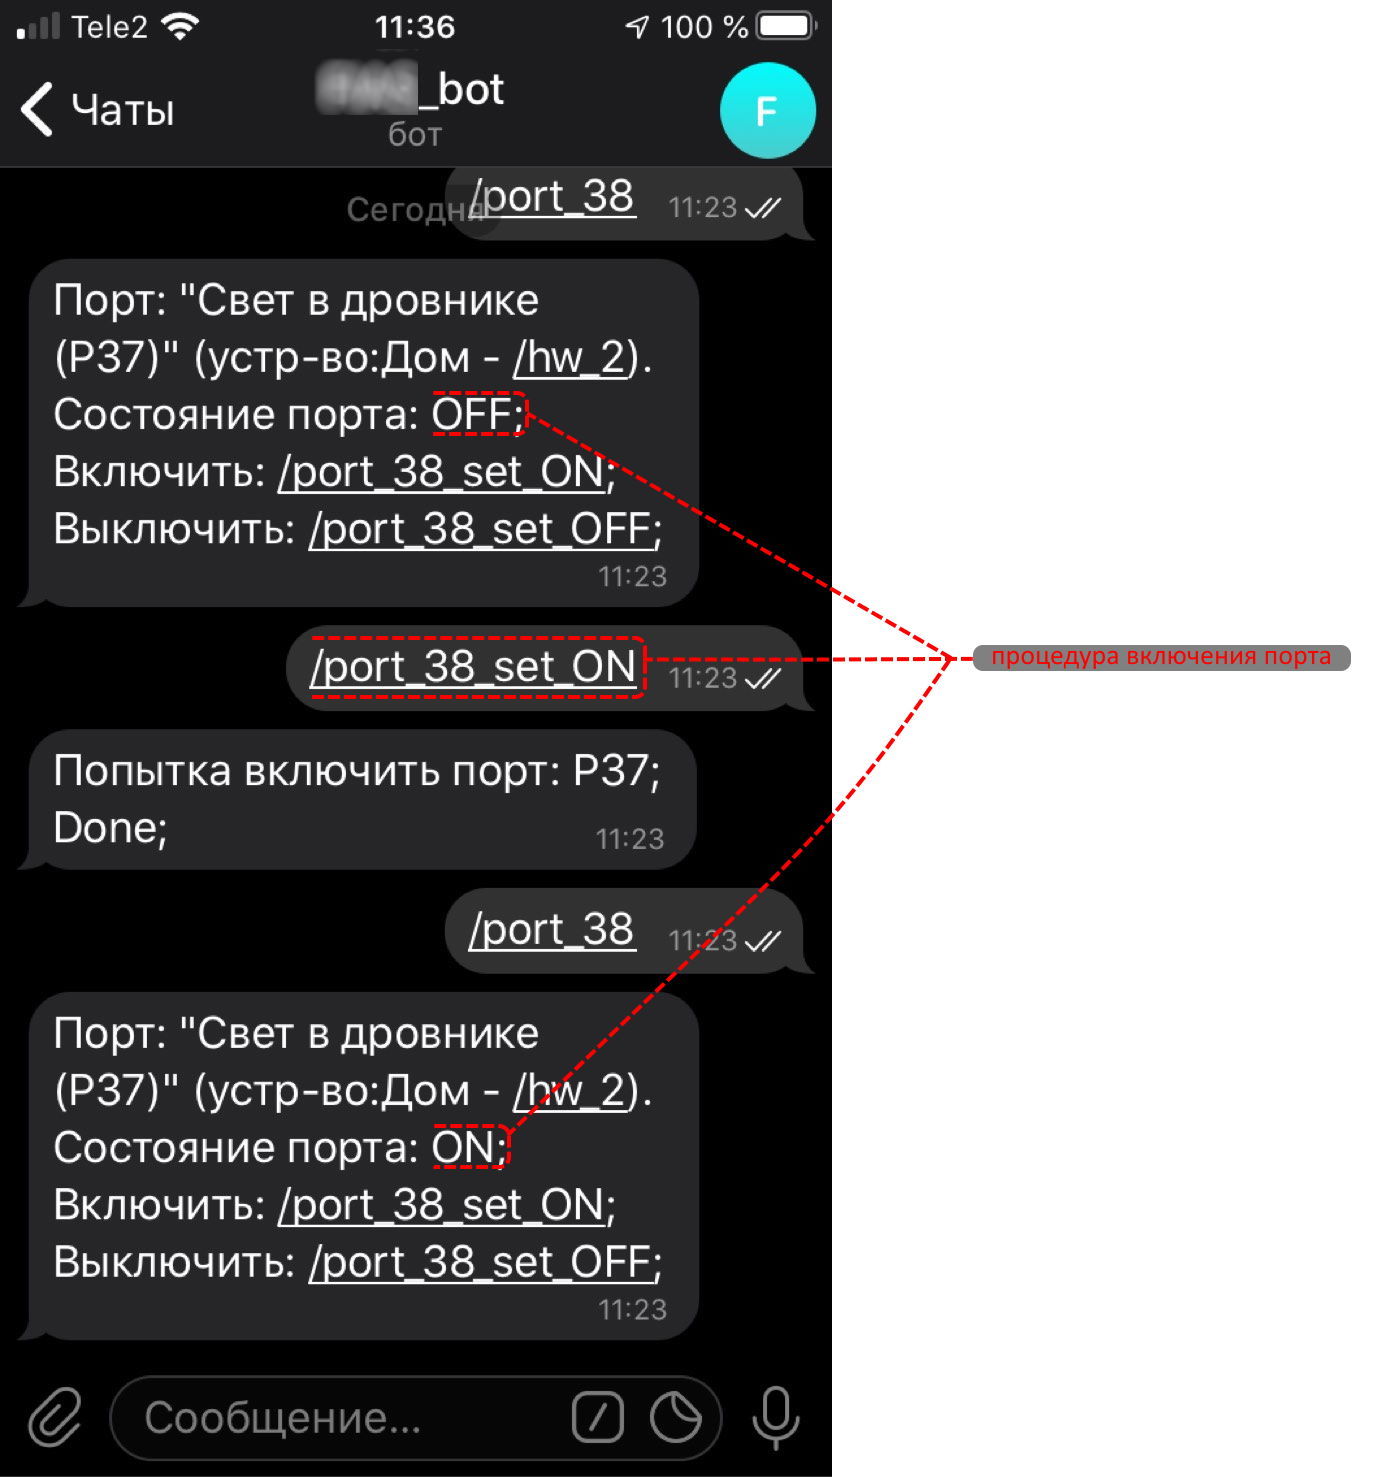 Tele2 11:36 100 %
Чаты
_bot
бот
F
Сегодня
/port_38 11:23
Порт: "Свет в дровнике
(P37)" (устр-во:Дом - /hw_2).
Состояние порта: OFF;
Включить: /port_38_set_ON;
Выключить: /port_38_set_OFF;
11:23
/port_38_set_ON 11:23
процедура включения порта
Попытка включить порт: P37;
Done; 11:23
/port_38 11:23
Порт: "Свет в дровнике
(P37)" (устр-во:Дом - /hw_2).
Состояние порта: ON;
Включить: /port_38_set_ON;
Выключить: /port_38_set_OFF;
11:23
Сообщение...